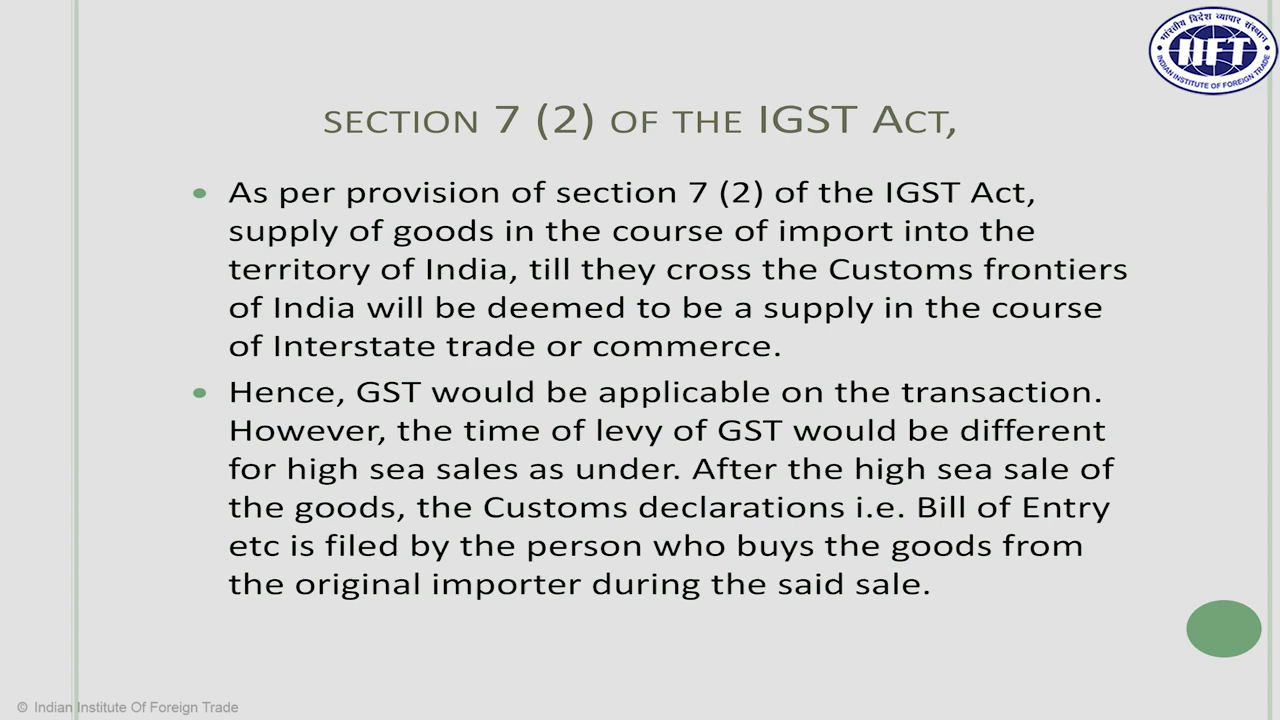 भारतीय विदेश व्यापार संस्थान
IIFT
INDIAN INSTITUTE OF FOREIGN TRADE
SECTION 7 (2) OF THE IGST ACT,
• As per provision of section 7 (2) of the IGST Act,
supply of goods in the course of import into the
territory of India, till they cross the Customs frontiers
of India will be deemed to be a supply in the course
of Interstate trade or commerce.
• Hence, GST would be applicable on the transaction.
However, the time of levy of GST would be different
for high sea sales as under. After the high sea sale of
the goods, the Customs declarations i.e. Bill of Entry
etc is filed by the person who buys the goods from
the original importer during the said sale.
© Indian Institute Of Foreign Trade